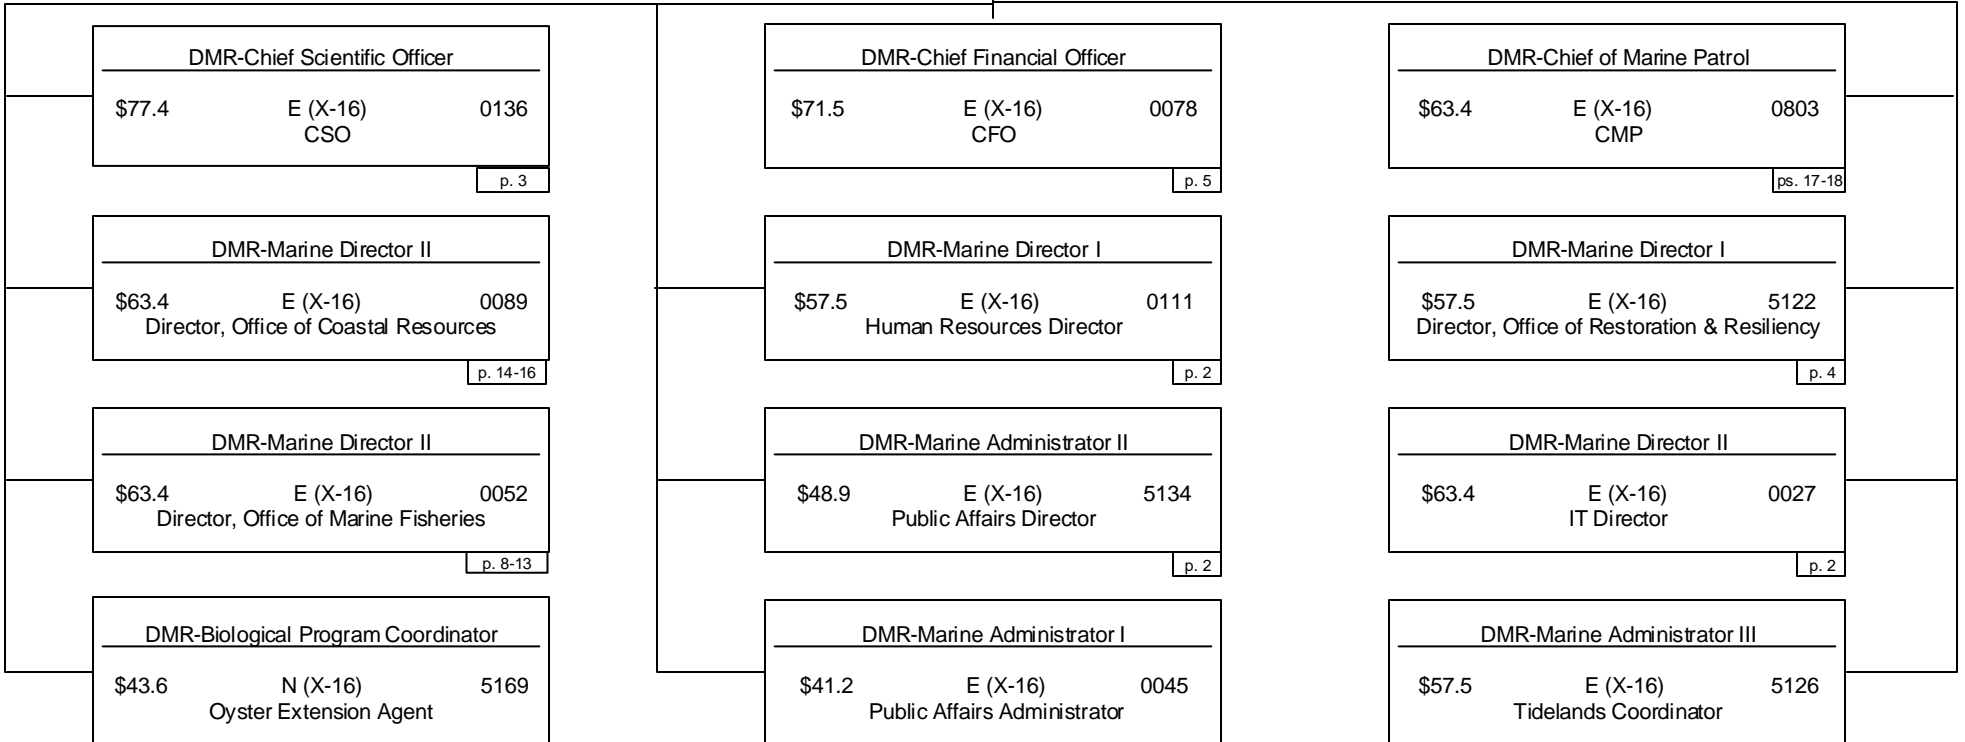 DMR-Chief Scientific Officer
$77.4 E (X-16) 0136
CSO
p. 3
DMR-Marine Director II
$63.4 E (X-16) 0089
Director, Office of Coastal Resources
p. 14-16
DMR-Marine Director II
$63.4 E (X-16) 0052
Director, Office of Marine Fisheries
p. 8-13
DMR-Biological Program Coordinator
$43.6 N (X-16) 5169
Oyster Extension Agent
DMR-Chief Financial Officer
$71.5 E (X-16) 0078
CFO
p. 5
DMR-Marine Director I
$57.5 E (X-16) 0111
Human Resources Director
p. 2
DMR-Marine Administrator II
$48.9 E (X-16) 5134
Public Affairs Director
p. 2
DMR-Marine Administrator I
$41.2 E (X-16) 0045
Public Affairs Administrator
DMR-Chief of Marine Patrol
$63.4 E (X-16) 0803
CMP
ps. 17-18
DMR-Marine Director I
$57.5 E (X-16) 5122
Director, Office of Restoration & Resiliency
p. 4
DMR-Marine Director II
$63.4 E (X-16) 0027
IT Director
p. 2
DMR-Marine Administrator III
$57.5 E (X-16) 5126
Tidelands Coordinator